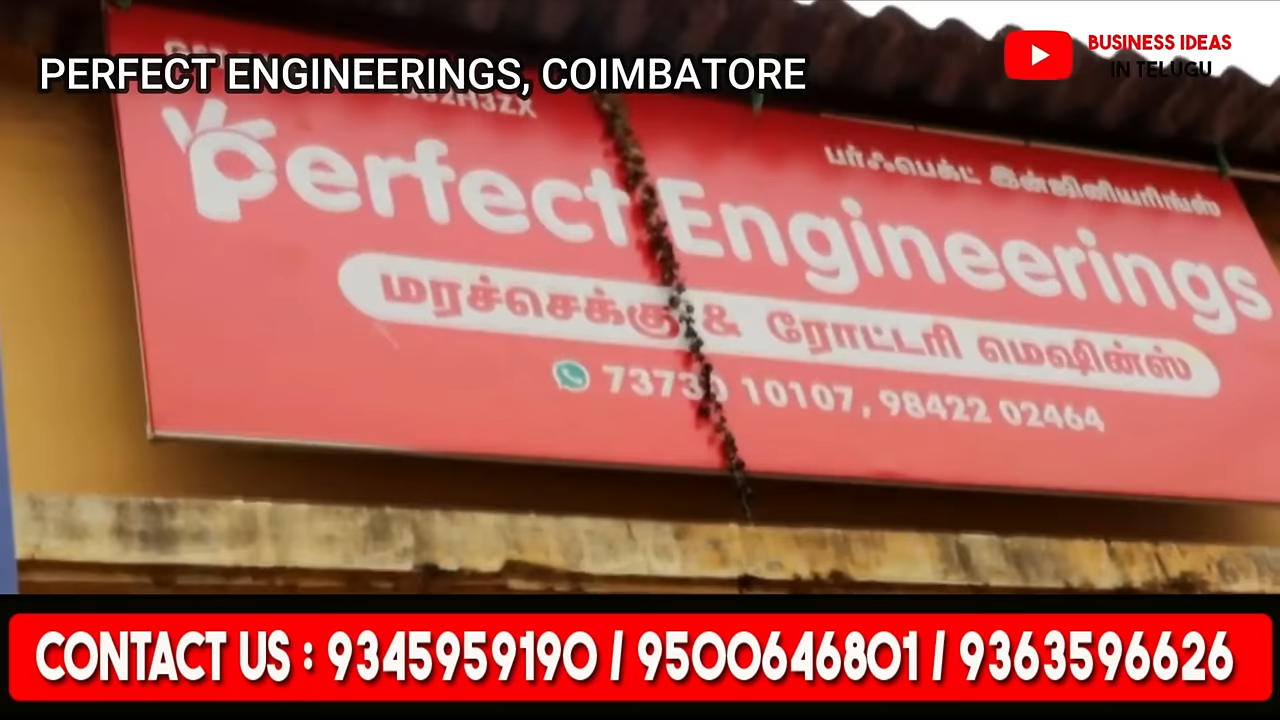 PERFECT ENGINEERINGS, COIMBATORE
BUSINESS IDEAS
IN TELUGU
பர்ஃபெக்ட் இன்ஜினியரிங்ஸ்
Perfect Engineerings
மரச்செக்கு & ரோட்டரி மெஷின்ஸ்
73730 10107, 98422 02464
CONTACT US : 9345959190 / 9500646801 / 9363596626